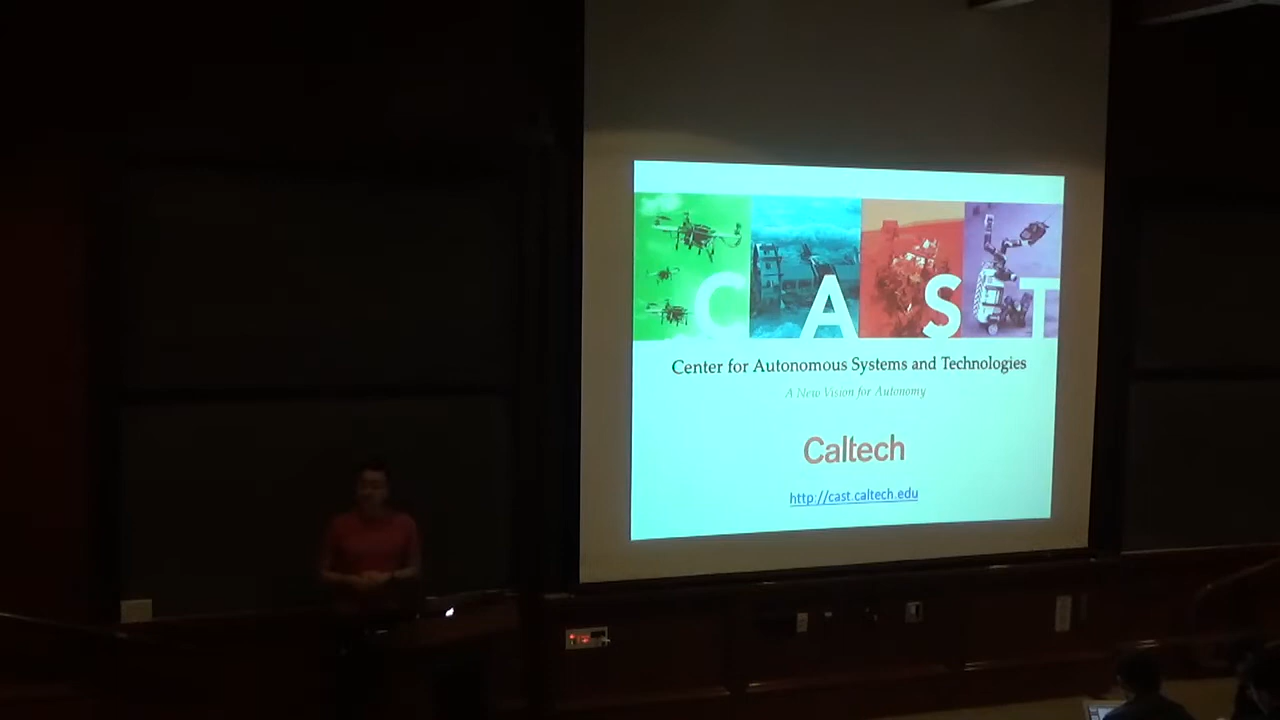 CAST
Center for Autonomous Systems and Technologies
A New Vision for Autonomy
Caltech
http://cast.caltech.edu